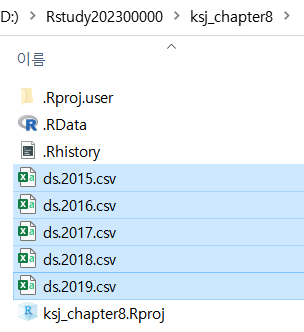 D:) > Rstudy202300000 > ksj_chapter8 >
이름
.Rproj.user
.RData
.Rhistory
ds.2015.csv
ds.2016.csv
ds.2017.csv
ds.2018.csv
ds.2019.csv
ksj_chapter8.Rproj